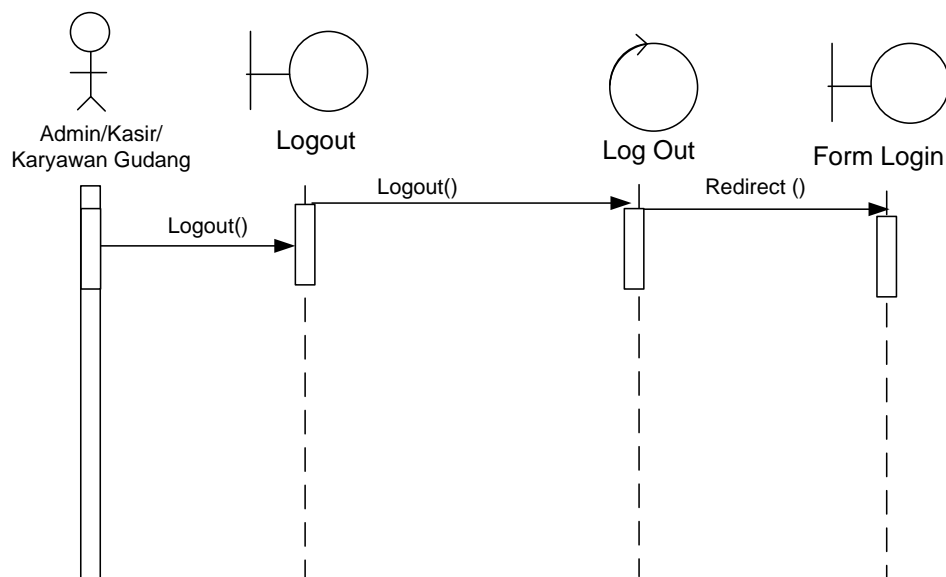 Admin/Kasir/
Karyawan Gudang
Logout
Log Out
Form Login
Logout()
Logout()
Redirect ()